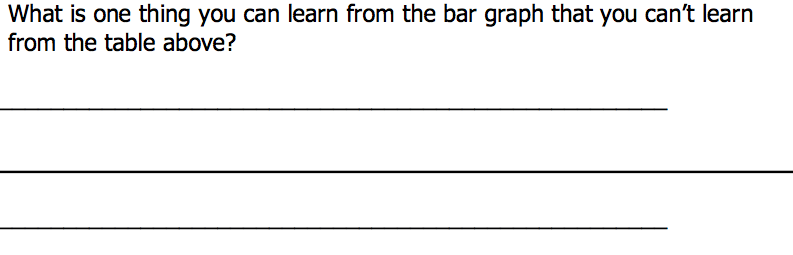 What is one thing you can learn from the bar graph that you can't learn
from the table above?